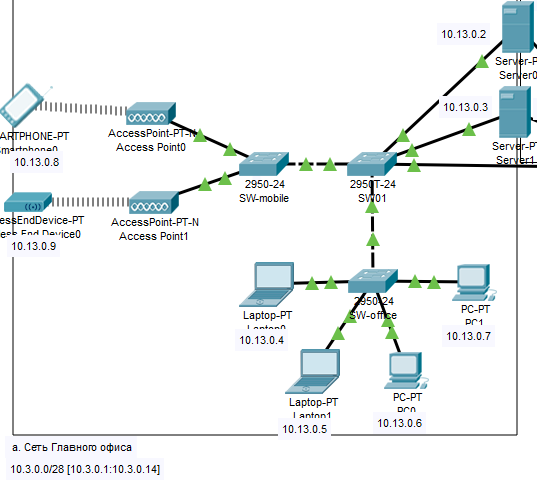 10.13.0.2
Server-P
Server0
10.13.0.3
Server-PT
Server1
ARTPHONE-PT
Smartphone0
10.13.0.8
AccessPoint-PT-N
Access Point0
2950-24
SW-mobile
2950T-24
SW01
essEndDevice-PT
ess End Device0
10.13.0.9
AccessPoint-PT-N
Access Point1
Laptop-PT
Laptop0
10.13.0.4
2950-24
SW-office
PC-PT
PC1
10.13.0.7
Laptop-PT
Laptop1
10.13.0.5
PC-PT
PC0
10.13.0.6
а. Сеть Главного офиса
10.3.0.0/28 [10.3.0.1:10.3.0.14]